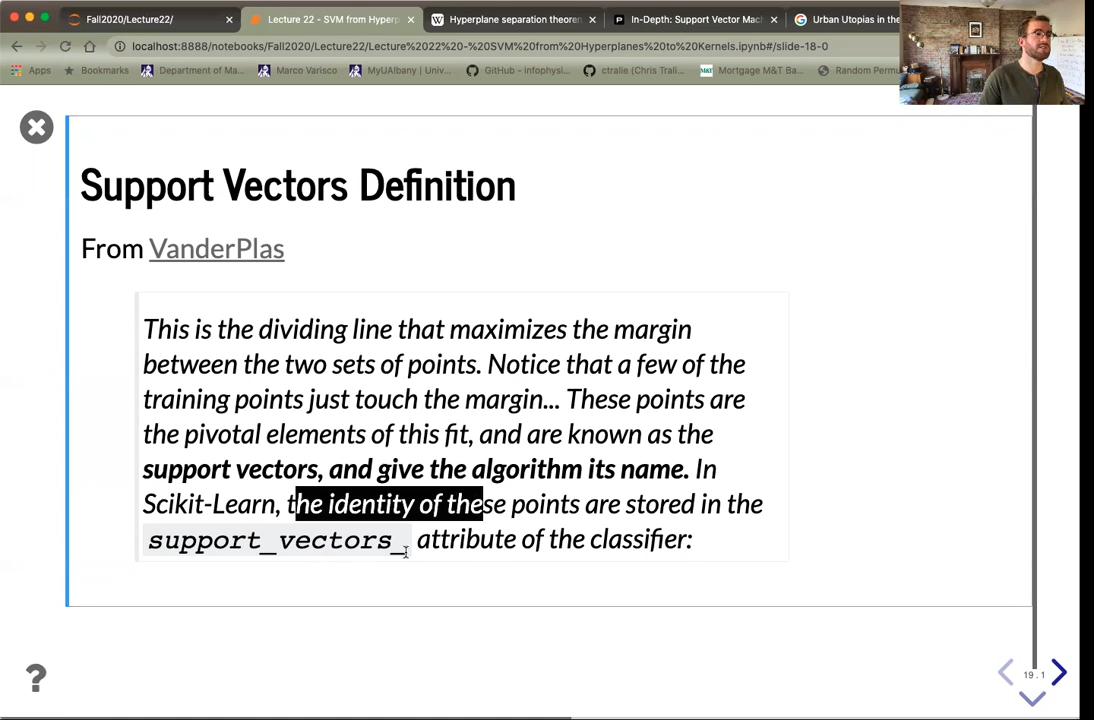 Fall2020/Lecture22/
Lecture 22 - SVM from Hyperp
Hyperplane separation theorem
In-Depth: Support Vector Mach
Urban Utopias in the
localhost:8888/notebooks/Fall2020/Lecture22/Lecture%2022%20-%20SVM%20from%20Hyperplanes%20to%20Kernels.ipynb#/slide-18-0
Apps
Bookmarks
Department of Ma...
Marco Varisco
MyUAlbany | Univ...
GitHub - infophysi...
ctralie (Chris Trali...
Mortgage M&T Ba...
Random Permu
Support Vectors Definition
From VanderPlas
This is the dividing line that maximizes the margin
between the two sets of points. Notice that a few of the
training points just touch the margin... These points are
the pivotal elements of this fit, and are known as the
support vectors, and give the algorithm its name. In
Scikit-Learn, the identity of these points are stored in the
support_vectors_ attribute of the classifier:
19.1